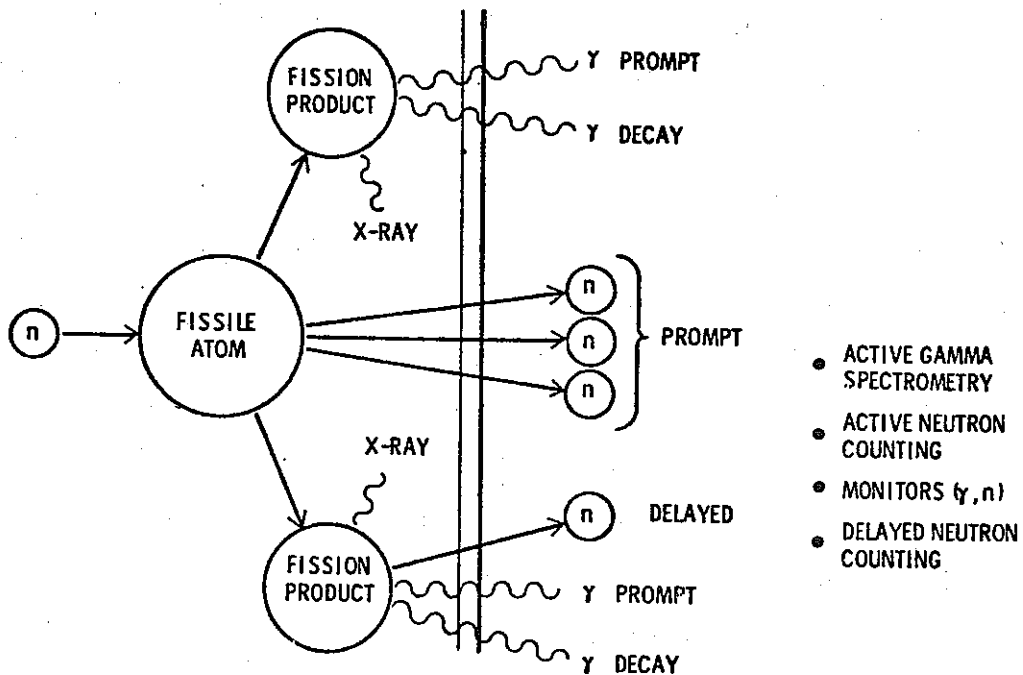 FISSION
PRODUCT
γ PROMPT
γ DECAY
X-RAY
n
FISSILE
ATOM
n
n
n
PROMPT
X-RAY
FISSION
PRODUCT
n
DELAYED
γ PROMPT
γ DECAY
• ACTIVE GAMMA
SPECTROMETRY
• ACTIVE NEUTRON
COUNTING
• MONITORS (γ,n)
• DELAYED NEUTRON
COUNTING